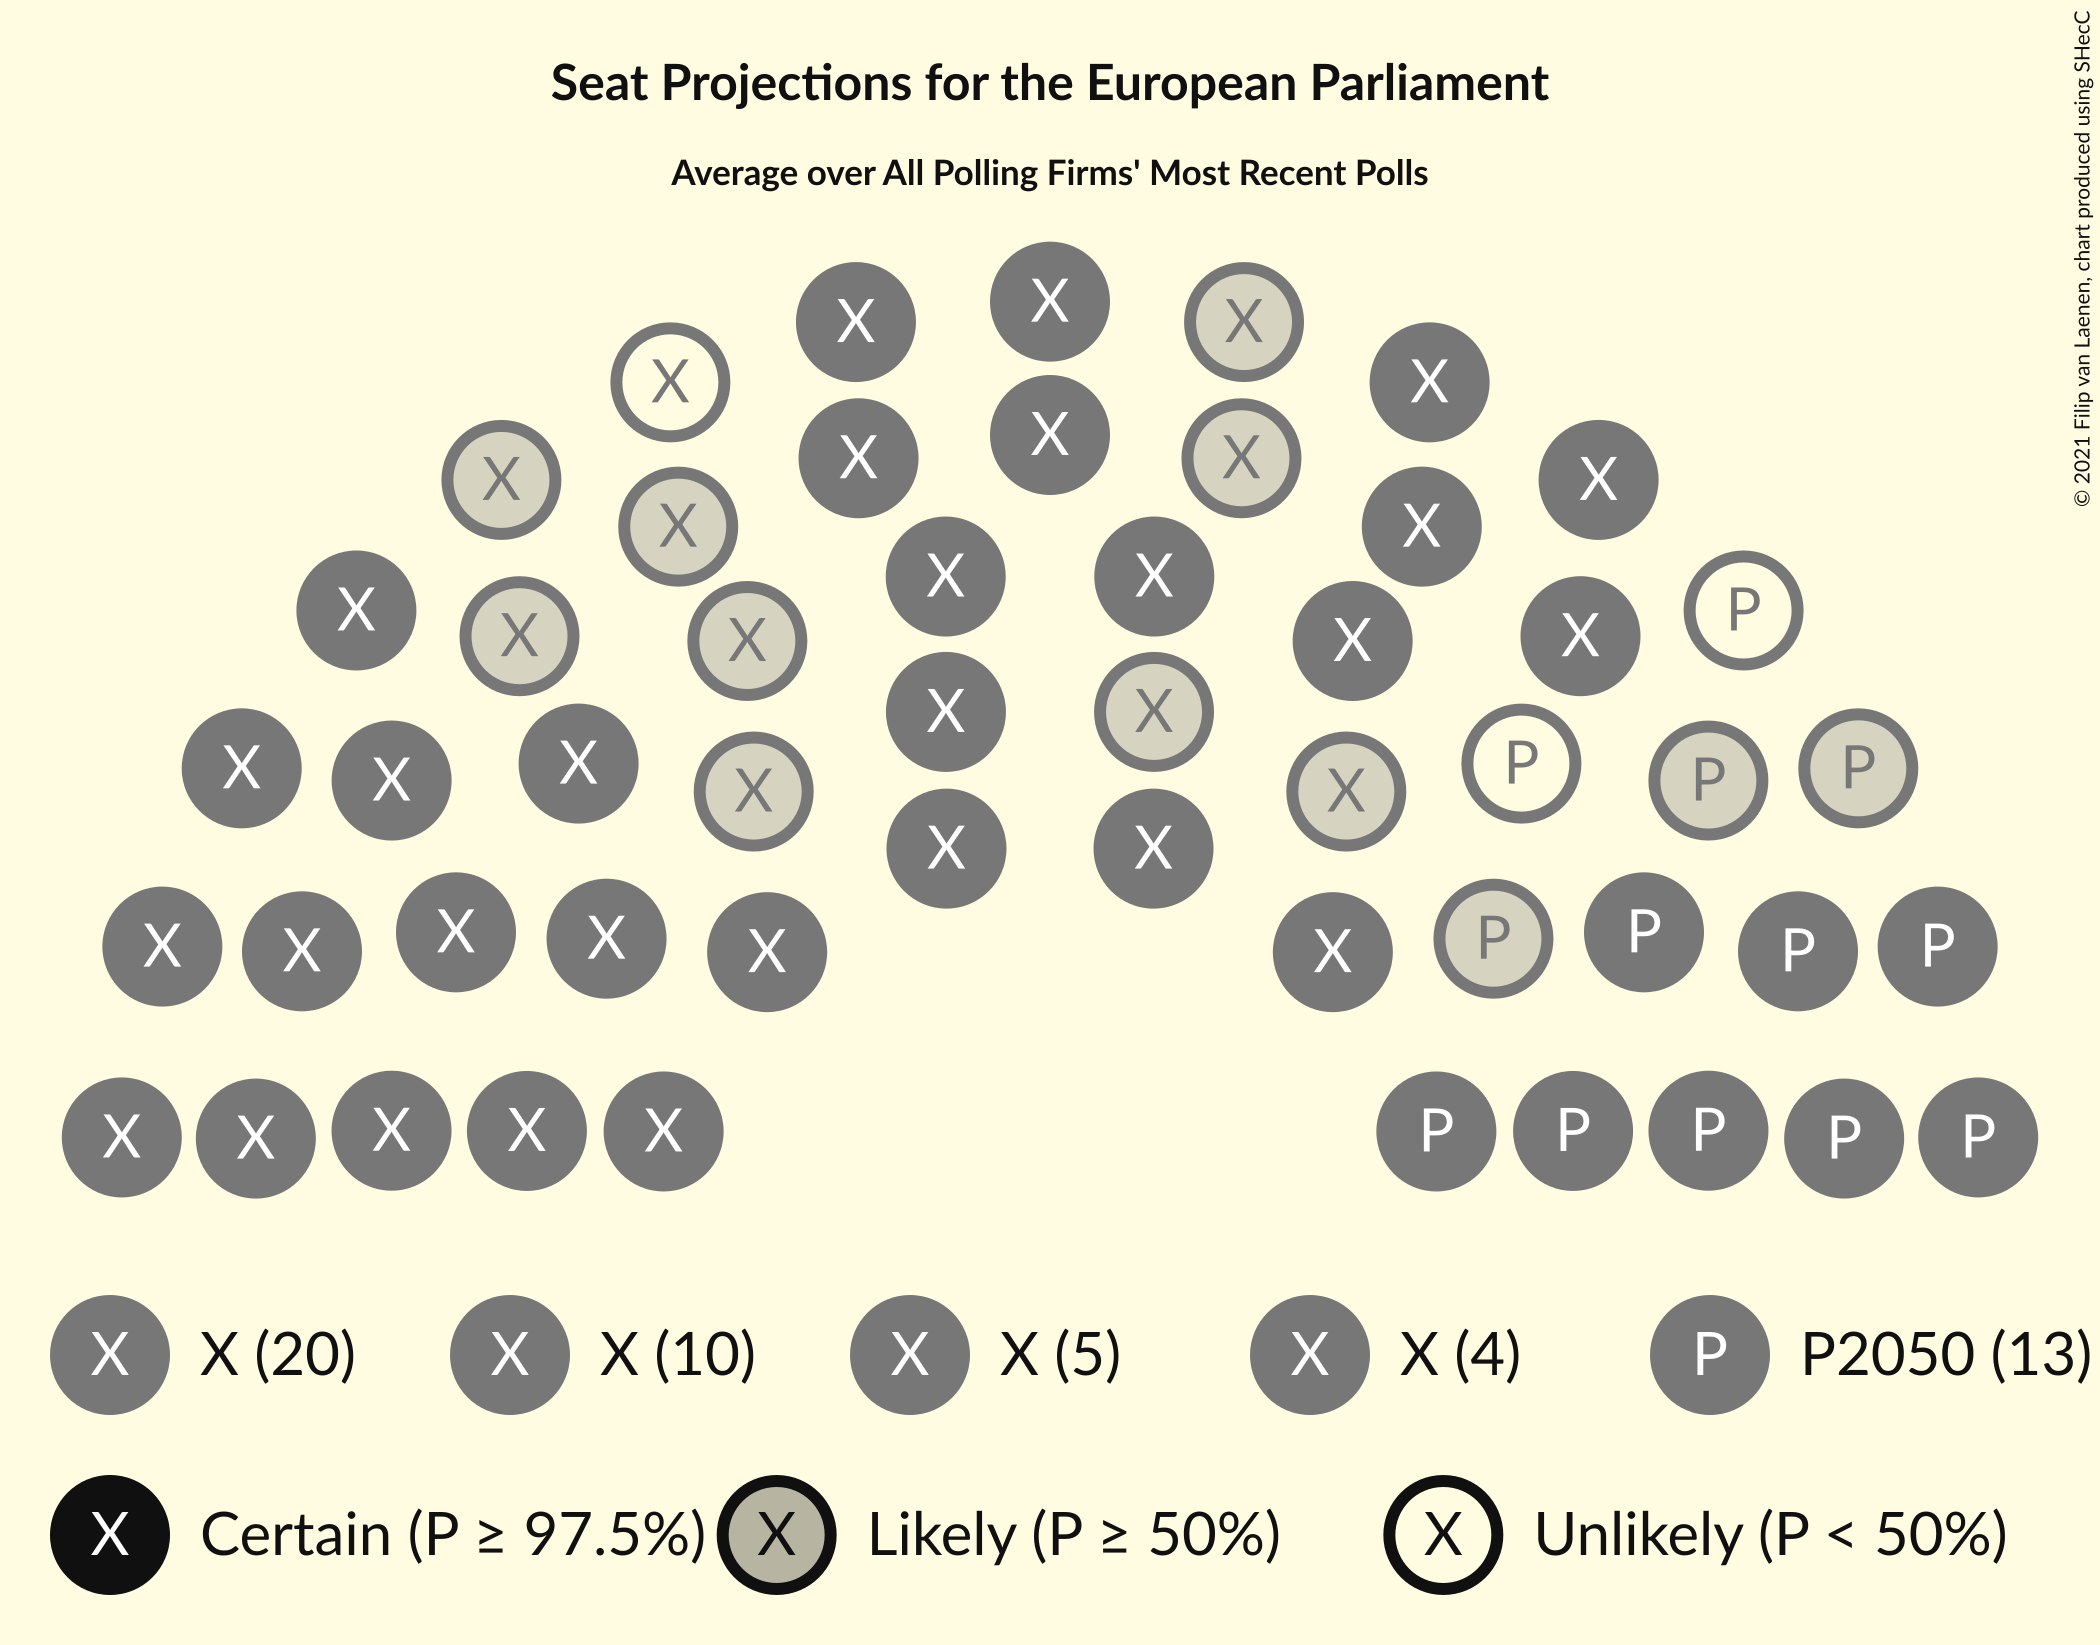 Seat Projections for the European Parliament
Average over All Polling Firms' Most Recent Polls
© 2021 Filip van Laenen, chart produced using SHecC
X X X
X X
X X X
X X X X
X X X
X X X P
X X X
X X X P P
X X X X
X X
X X X P P P
X X X P
X X X X X P P P P P
X X (20) X X (10) X X (5) X X (4) P P2050 (13)
X Certain (P ≥ 97.5%) X Likely (P ≥ 50%) X Unlikely (P < 50%)